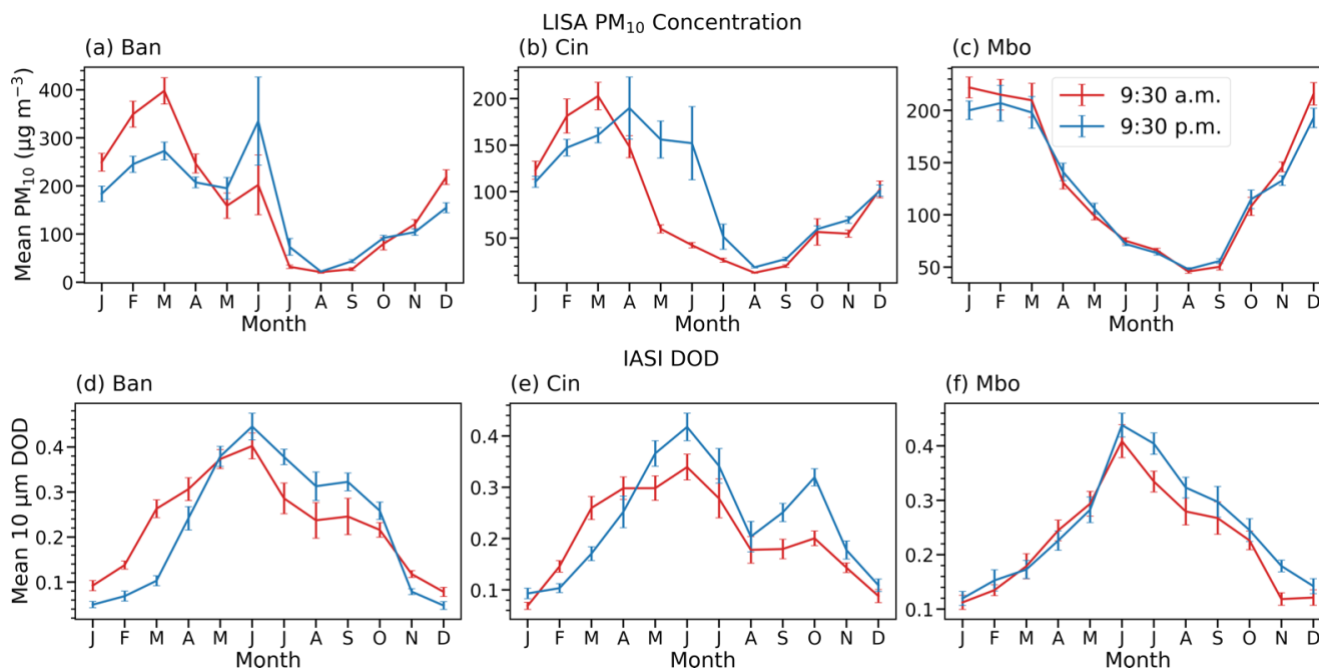 LISA PM₁₀ Concentration
(a) Ban
(b) Cin
(c) Mbo
Mean PM₁₀ (µg m⁻³)
400
300
200
100
0
J F M A M J J A S O N D
Month
200
150
100
50
J F M A M J J A S O N D
Month
200
150
100
50
9:30 a.m.
9:30 p.m.
J F M A M J J A S O N D
Month
IASI DOD
(d) Ban
(e) Cin
(f) Mbo
Mean 10 µm DOD
0.4
0.3
0.2
0.1
J F M A M J J A S O N D
Month
0.4
0.3
0.2
0.1
J F M A M J J A S O N D
Month
0.4
0.3
0.2
0.1
J F M A M J J A S O N D
Month